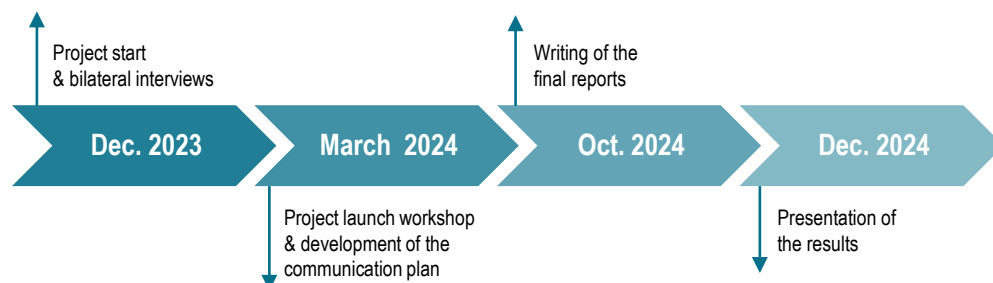 Project start
& bilateral interviews
Writing of the
final reports
Dec. 2023
March 2024
Oct. 2024
Dec. 2024
Project launch workshop
& development of the
communication plan
Presentation of
the results